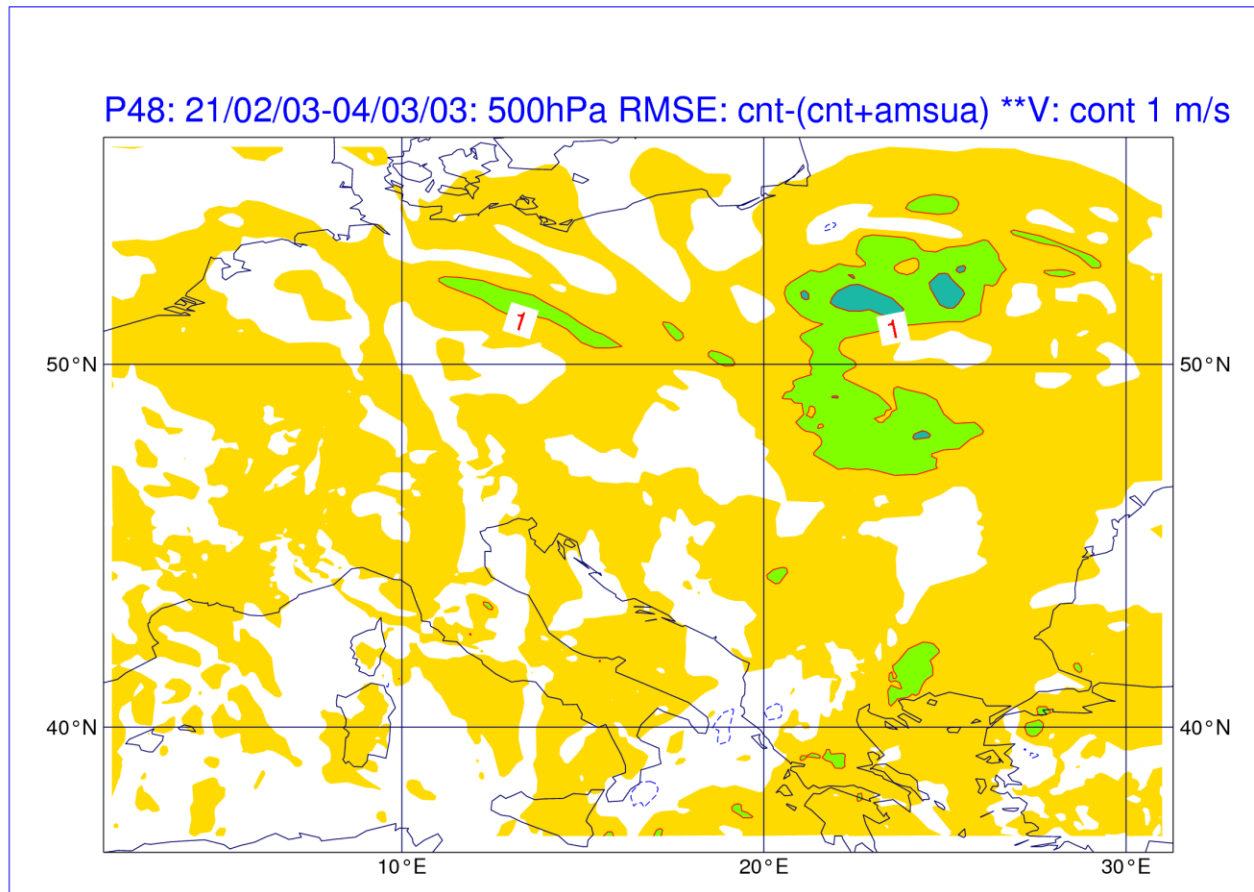 P48: 21/02/03-04/03/03: 500hPa RMSE: cnt-(cnt+amsua) **V: cont 1 m/s
1
1
50°N
50°N
40°N
40°N
10°E
20°E
30°E